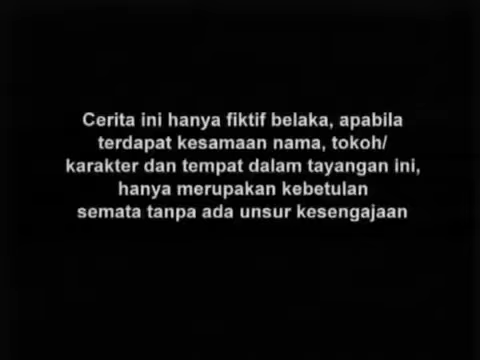 Cerita ini hanya fiktif belaka, apabila
terdapat kesamaan nama, tokoh/
karakter dan tempat dalam tayangan ini,
hanya merupakan kebetulan
semata tanpa ada unsur kesengajaan